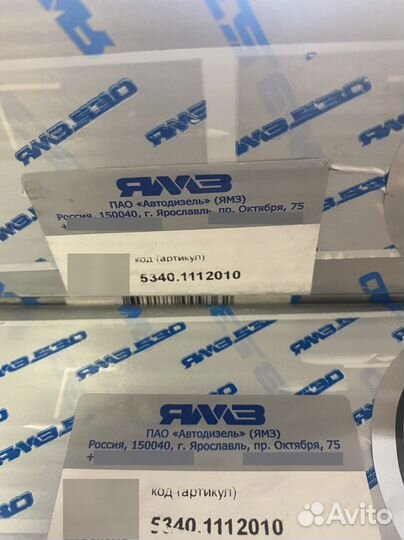 ЯМЗ
ПАО «Автодизель» (ЯМЗ)
Россия, 150040, г. Ярославль, пр. Октября, 75
+
код (артикул)
5340.1112010
ЯМЗ
ПАО «Автодизель» (ЯМЗ)
Россия, 150040, г. Ярославль, пр. Октября, 75
+
код (артикул)
5340.1112010
Avito